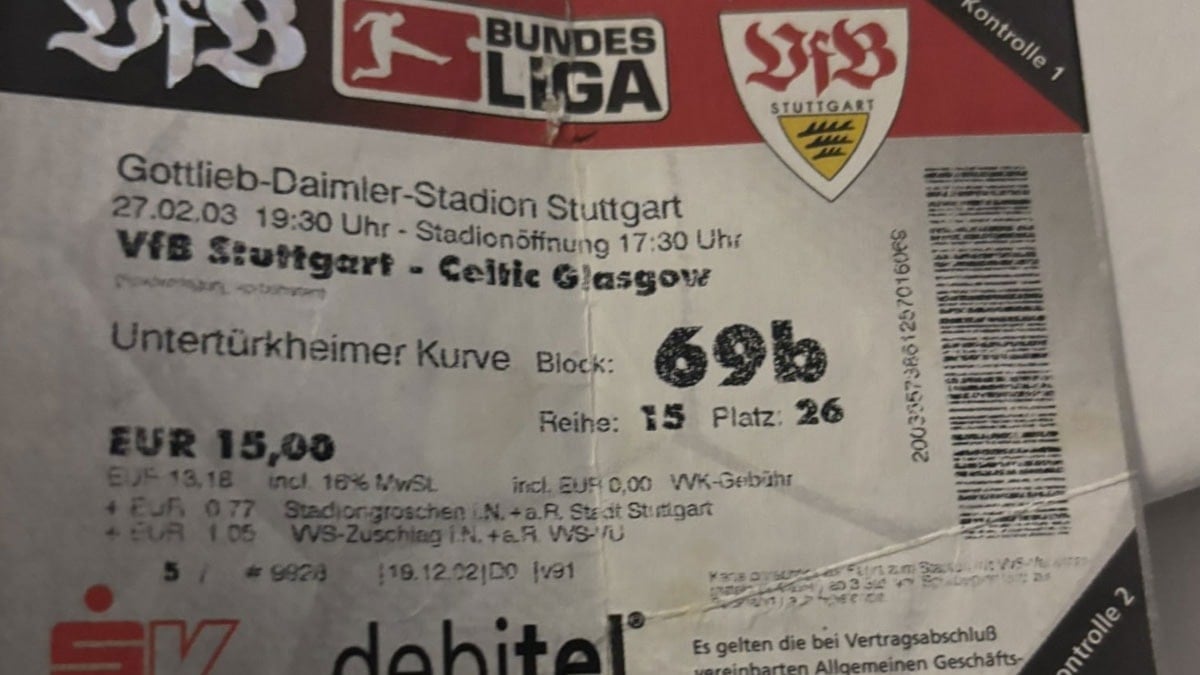 VfB
BUNDES
LIGA
VfB
STUTTGART
Kontrolle 1
Gottlieb-Daimler-Stadion Stuttgart
27.02.03 19:30 Uhr - Stadionöffnung 17:30 Uhr
VfB Stuttgart - Celtic Glasgow
Untertürkheimer Kurve Block: 69b
Reihe: 15 Platz: 26
EUR 15,00
EUR 13,18 incl. 16% MwSt. incl. EUR 0,00 VVK-Gebühr
+ EUR 0.77 Stadiongroschen i.N. + a.R. Stadt Stuttgart
+ EUR 1.05 VVS-Zuschlag i.N. + a.R. VVS-VU
5 / # 9828 |19.12.02|D0 |v91
debitel®
Es gelten die bei Vertragsabschluß
vereinbarten Allgemeinen Geschäfts-
Kontrolle 2